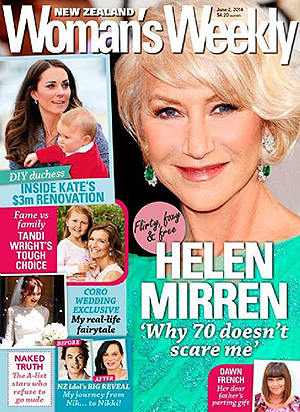 NEW ZEALAND
Woman's Weekly
June 2, 2014
$4.20
DIY duchess
INSIDE KATE'S
$3m RENOVATION
Fame vs
family
TANDI
WRIGHT'S
TOUGH
CHOICE
CORO
WEDDING
EXCLUSIVE
My real-life
fairytale
NAKED
TRUTH
The A-list
stars who
refuse to
go nude
BEFORE
AFTER
NZ Idol's BIG REVEAL
My journey from
Nik... to Nikki!
Flirty, foxy
& free
HELEN
MIRREN
'Why 70 doesn't
scare me'
DAWN
FRENCH
Her dear
father's
parting gift